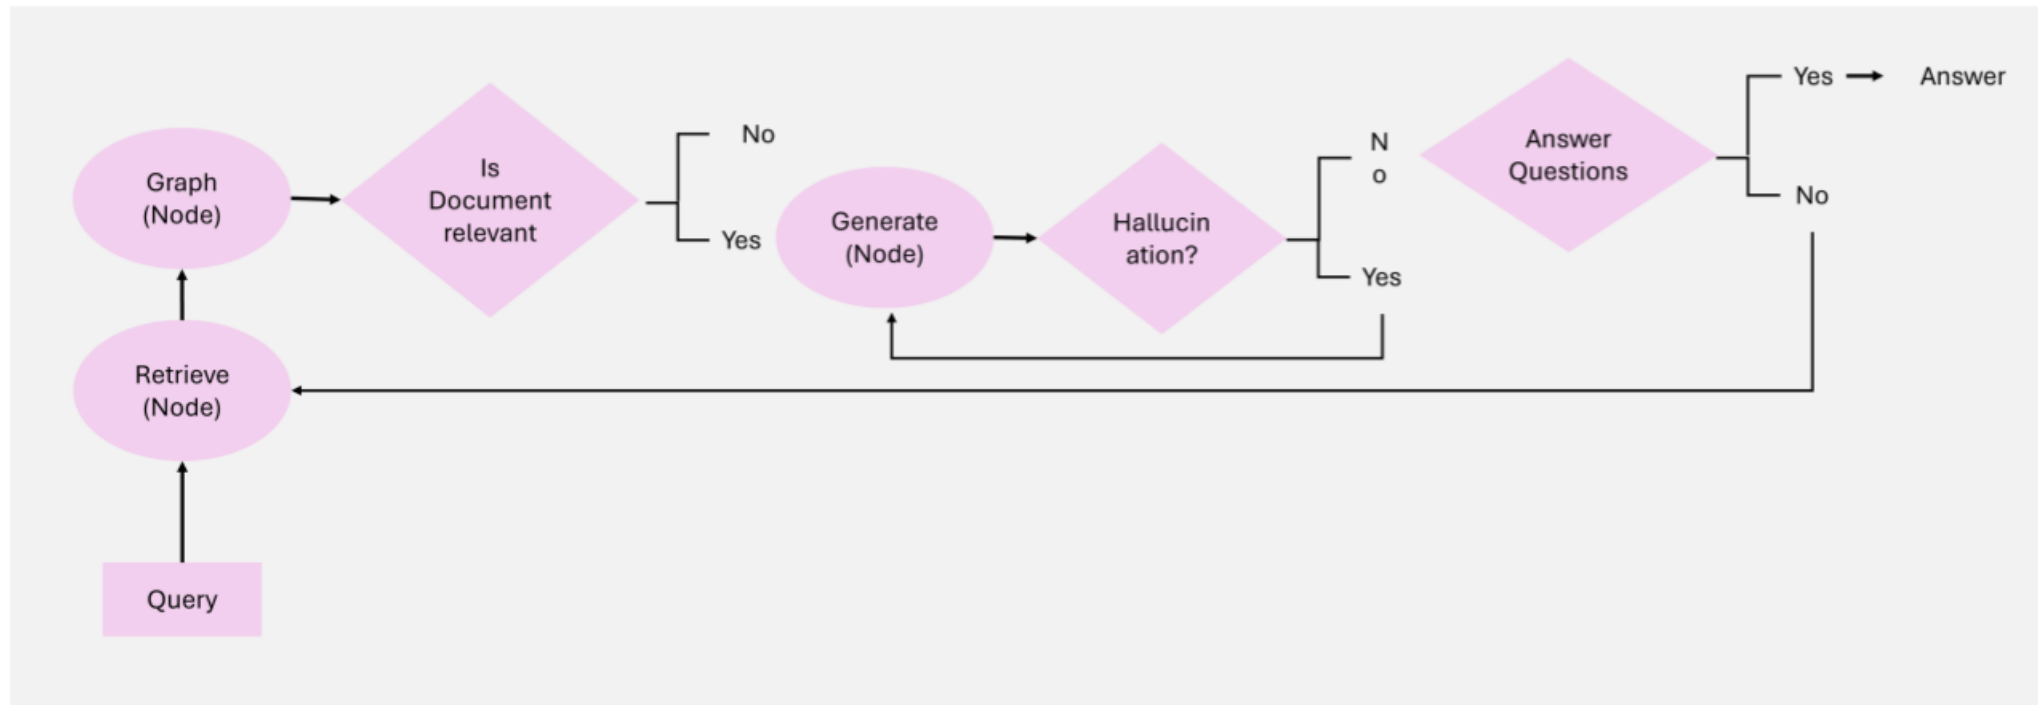 Graph
(Node)
Is
Document
relevant
No
Yes
Generate
(Node)
Hallucin
ation?
N
o
Yes
Answer
Questions
Yes
Answer
No
Retrieve
(Node)
Query